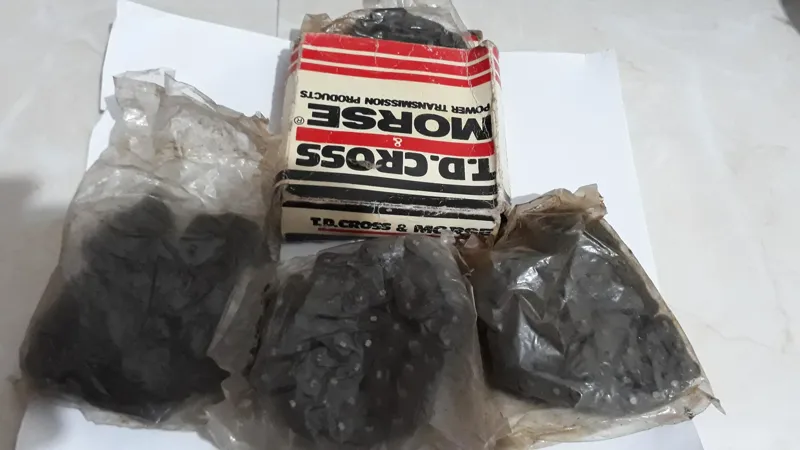 T.D. CROSS
&
MORSE®
POWER TRANSMISSION PRODUCTS
T.D. CROSS & MORSE